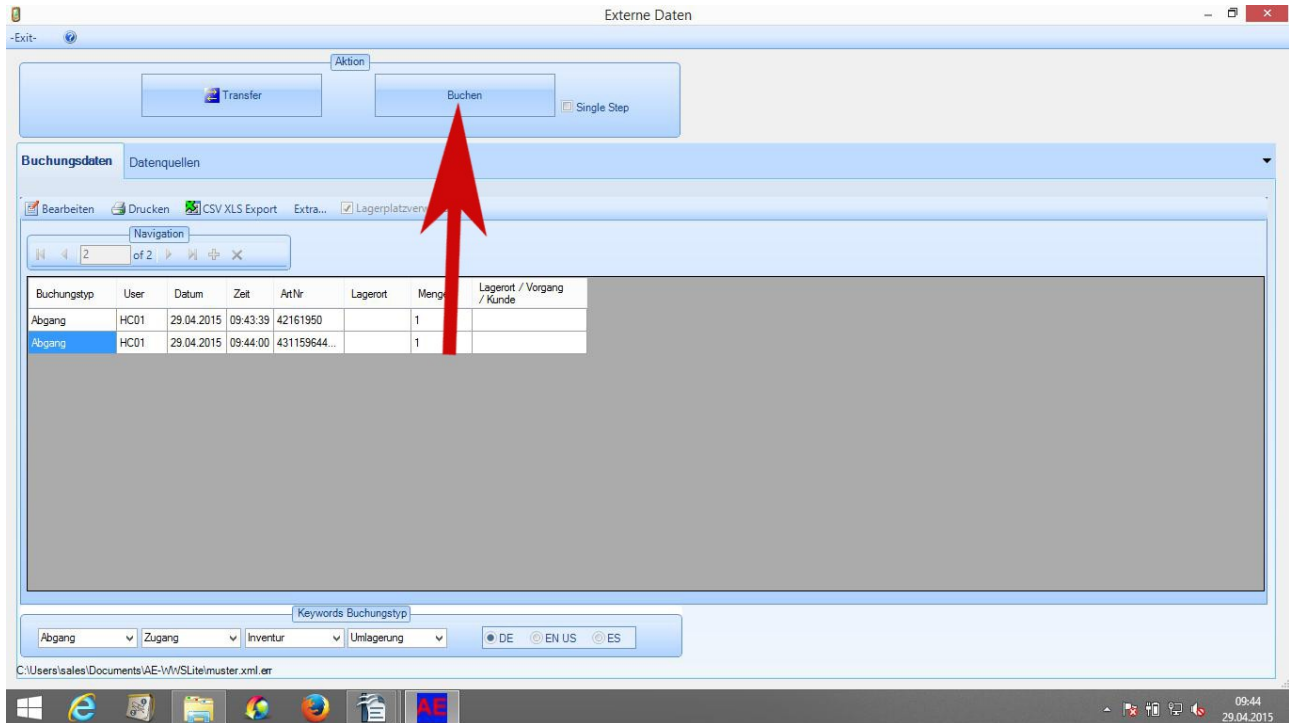 Externe Daten
-Exit-
Aktion
Transfer
Buchen
Single Step
Buchungsdaten Datenquellen
Bearbeiten Drucken CSV XLS Export Extra...
Navigation
2 of 2
Buchungstyp User Datum Zeit ArtNr Lagerort Menge Lagerort / Vorgang
/ Kunde
Abgang HC01 29.04.2015 09:43:39 42161950 1
Abgang HC01 29.04.2015 09:44:00 431159644... 1
Keywords Buchungstyp
Abgang Zugang Inventur Umlagerung DE EN US ES
C:\Users\sales\Documents\AE-WWSLite\muster.xml.err
AE
09:44
29.04.2015